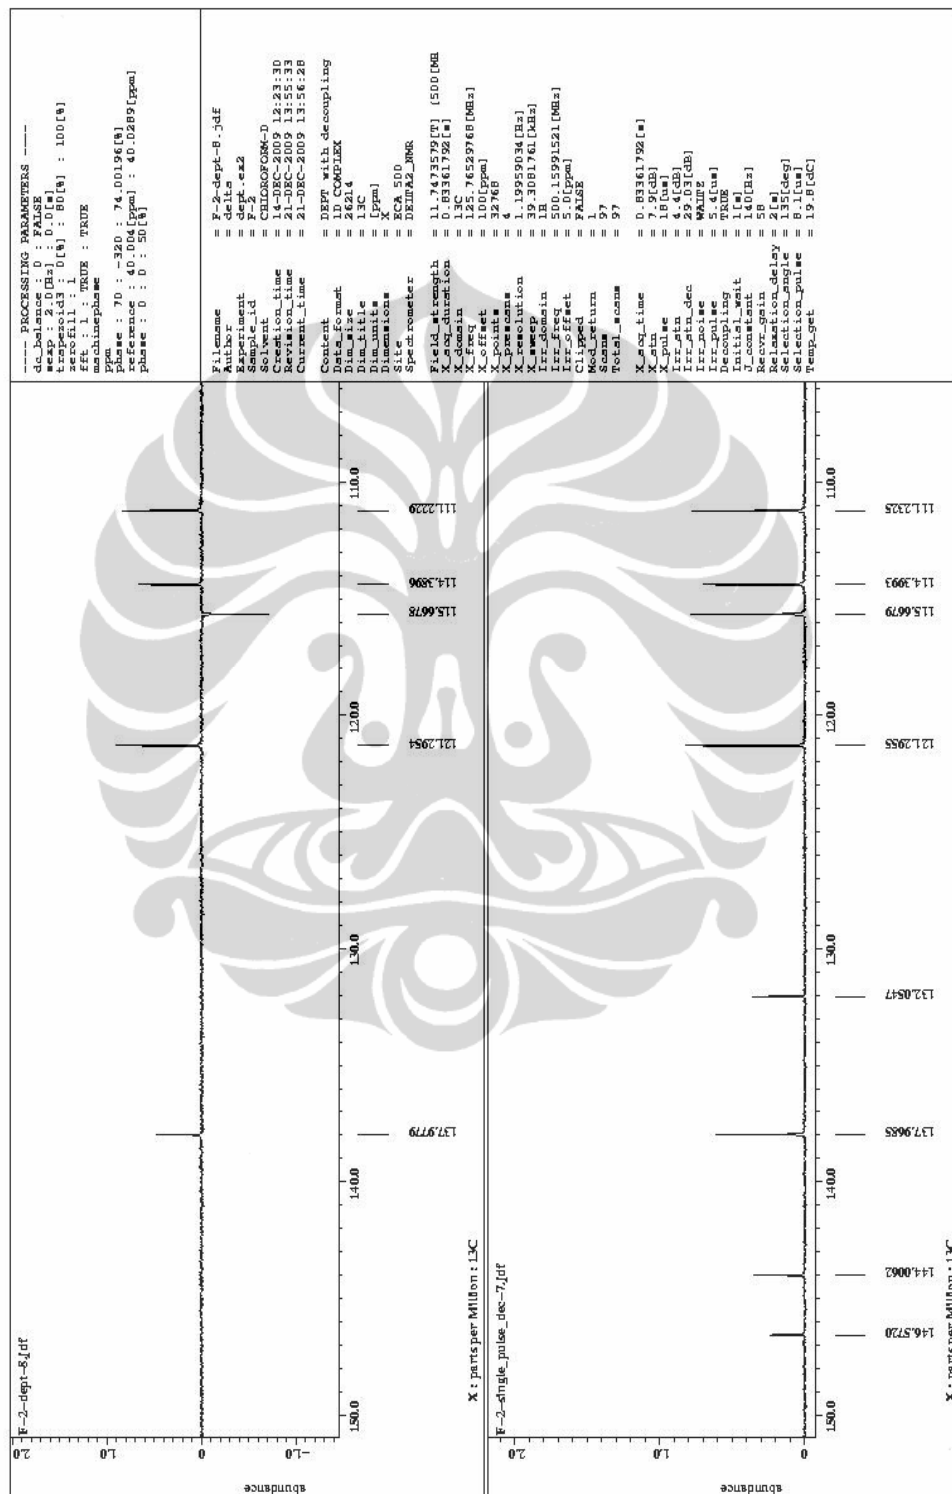 ---- PROCESSING PARAMETERS ----
dc_balance : 0 : FALSE
sexp : 2.0[Hz] : 0.0[s]
trapezoid3 : 0[%] : 80[%] : 100[%]
zerofill : 1
fft : 1 : TRUE : TRUE
machinephase
ppm
phase : 70 : -320 : 74.00196[%]
reference : 40.004[ppm] : 40.0289[ppm]
phase : 0 : 0 : 50[%]
Filename = F-2-dept-8.jdf
Author = delta
Experiment = dept.ex2
Sample_id = F-2
Solvent = CHLOROFORM-D
Creation_time = 14-DEC-2009 12:23:30
Revision_time = 21-DEC-2009 13:55:33
Current_time = 21-DEC-2009 13:56:28
Content = DEPT with decoupling
Data_format = 1D COMPLEX
Dim_size = 26214
Dim_title = 13C
Dim_units = [ppm]
Dimensions = X
Site = ECA 500
Spectrometer = DELTA2_NMR
Field_strength = 11.7473579[T] (500[MH
X_acq_duration = 0.83361792[s]
X_domain = 13C
X_freq = 125.76529768[MHz]
X_offset = 100[ppm]
X_points = 32768
X_prescans = 4
X_resolution = 1.19959034[Hz]
X_sweep = 39.3081761[kHz]
Irr_domain = 1H
Irr_freq = 500.15991521[MHz]
Irr_offset = 5.0[ppm]
Clipped = FALSE
Mod_return = 1
Scans = 97
Total_scans = 97
X_acq_time = 0.83361792[s]
X_atn = 7.9[dB]
X_pulse = 18[us]
Irr_atn = 4.4[dB]
Irr_atn_dec = 29.03[dB]
Irr_noise = WALTZ
Irr_pulse = 5.4[us]
Decoupling = TRUE
Initial_wait = 1[s]
J_constant = 140[Hz]
Recvr_gain = 58
Relaxation_delay = 2[s]
Selection_angle = 135[deg]
Selection_pulse = 8.1[us]
Temp_get = 19.8[dC]
F-2-dept-8.jdf
abundance
2.0 1.0 0 -1.0
150.0 140.0 130.0 120.0 110.0
137.9779 121.2954 115.6678 114.3896 111.2229
X : parts per Million : 13C
F-2-single_pulse_dec-7.jdf
abundance
2.0 1.0 0
150.0 140.0 130.0 120.0 110.0
146.5720 144.0062 137.9685 132.0547 121.2955 115.6679 114.3993 111.2325
X : parts per Million : 13C